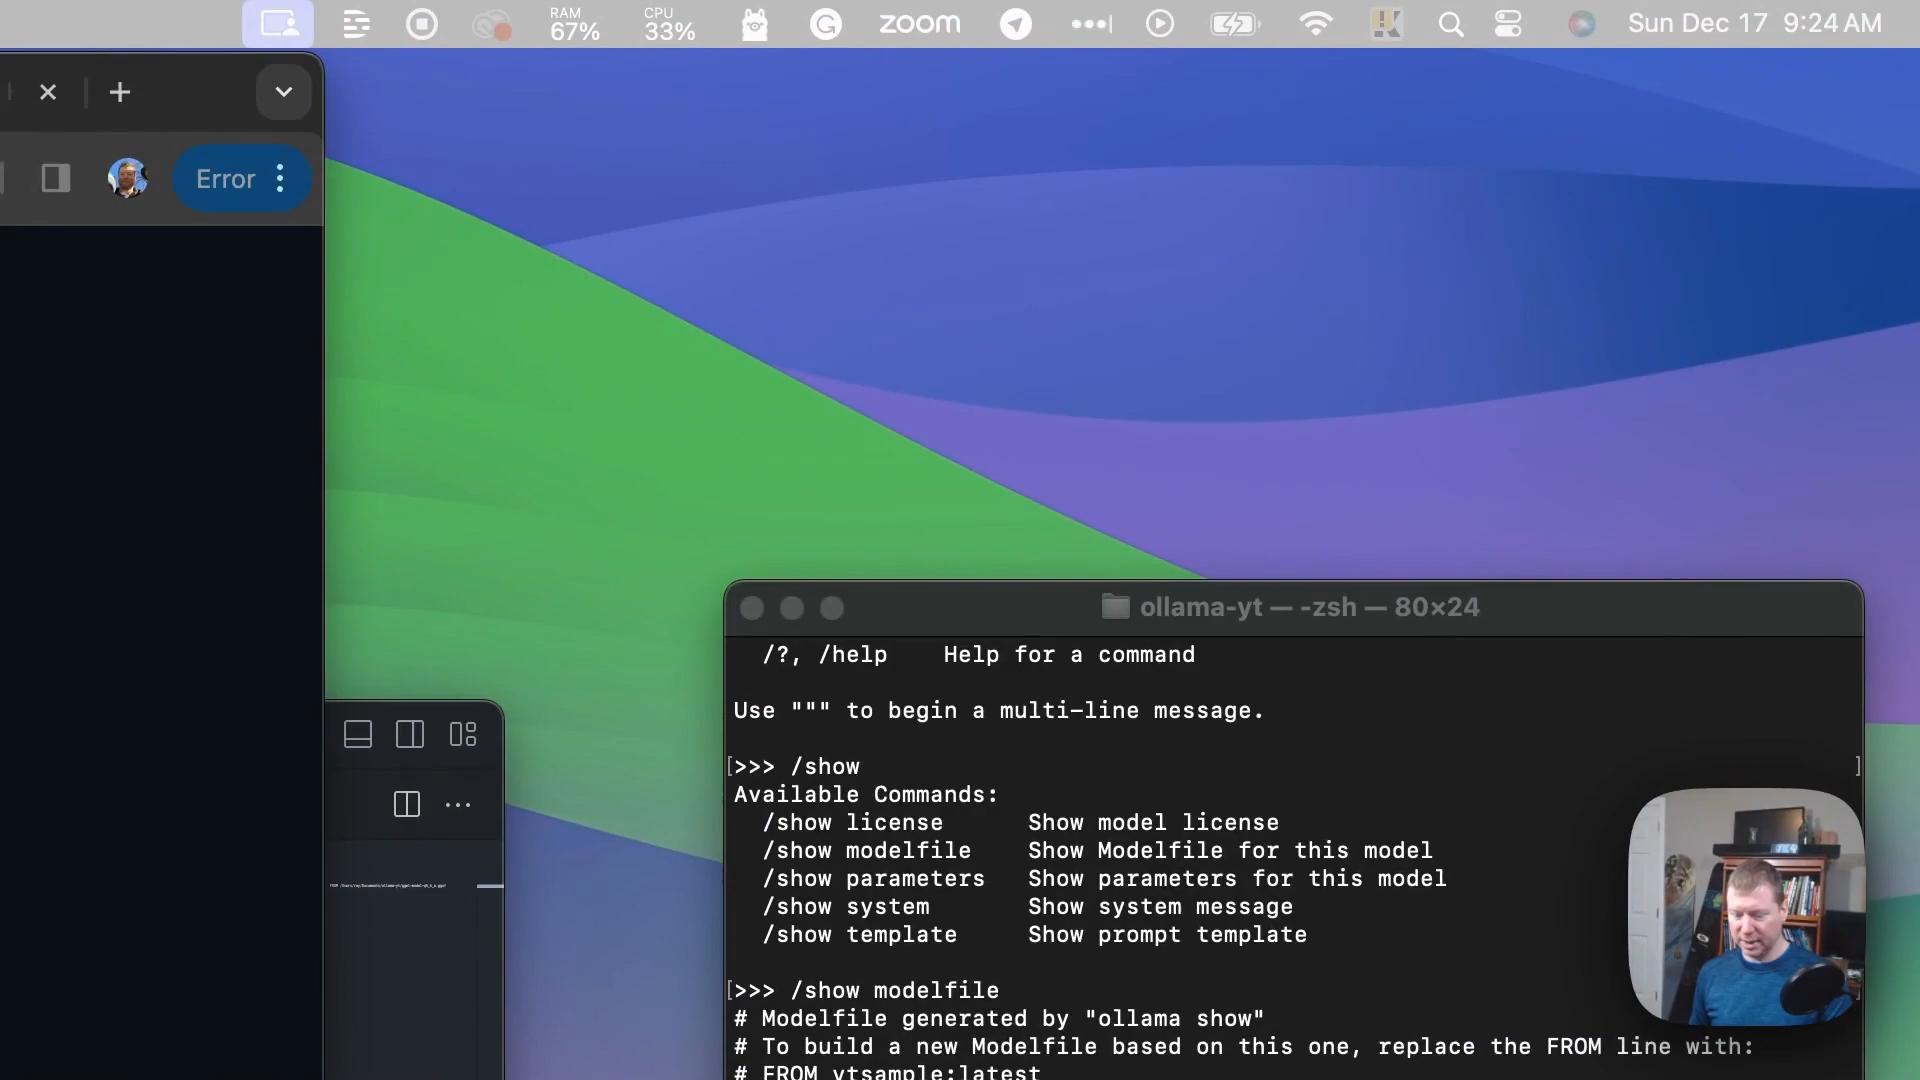 RAM
67%
CPU
33%
zoom
Sun Dec 17 9:24 AM
Error
ollama-yt — -zsh — 80×24
/?, /help Help for a command
Use """ to begin a multi-line message.
[>>> /show ]
Available Commands:
/show license Show model license
/show modelfile Show Modelfile for this model
/show parameters Show parameters for this model
/show system Show system message
/show template Show prompt template
[>>> /show modelfile
# Modelfile generated by "ollama show"
# To build a new Modelfile based on this one, replace the FROM line with:
# FROM ytsample:latest